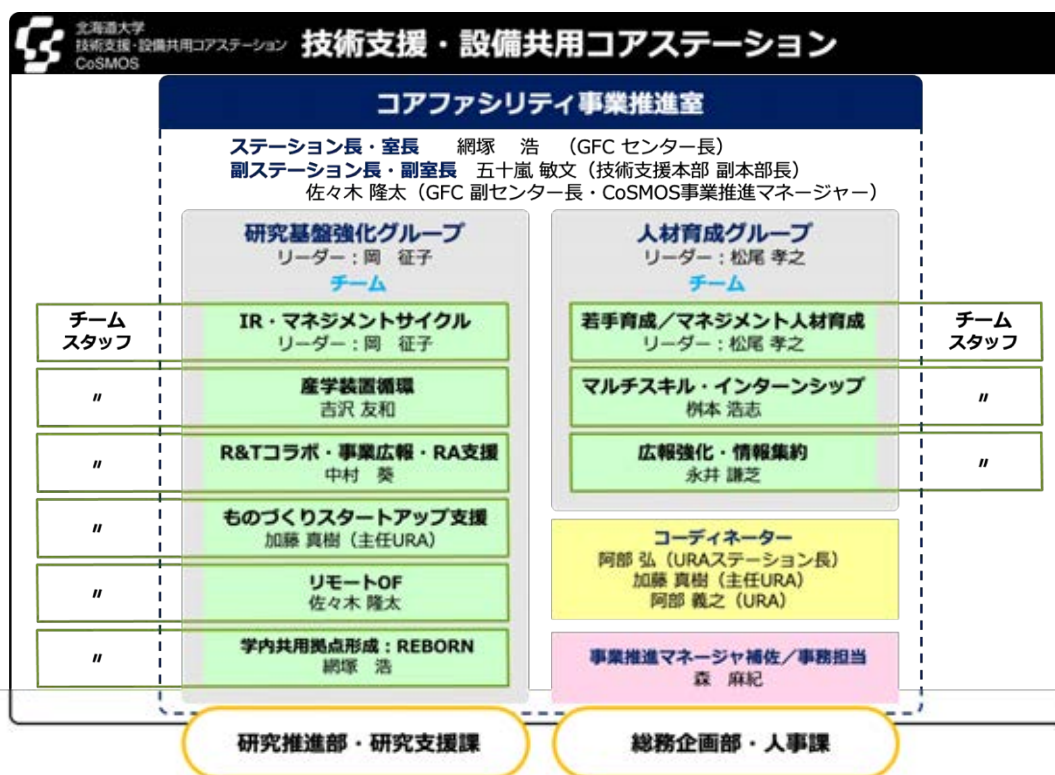 北海道大学
技術支援・設備共用コアステーション
CoSMOS
技術支援・設備共用コアステーション
コアファシリティ事業推進室
ステーション長・室長 網塚 浩 (GFC センター長)
副ステーション長・副室長 五十嵐 敏文(技術支援本部 副本部長)
佐々木 隆太(GFC 副センター長・CoSMOS事業推進マネージャー)
研究基盤強化グループ
リーダー:岡 征子
チーム
チーム
スタッフ
IR・マネジメントサイクル
リーダー:岡 征子
〃
産学装置循環
吉沢 友和
〃
R&Tコラボ・事業広報・RA支援
中村 葵
〃
ものづくりスタートアップ支援
加藤 真樹(主任URA)
〃
リモートOF
佐々木 隆太
〃
学内共用拠点形成:REBORN
網塚 浩
人材育成グループ
リーダー:松尾 孝之
チーム
若手育成/マネジメント人材育成
リーダー:松尾 孝之
チーム
スタッフ
マルチスキル・インターンシップ
桝本 浩志
〃
広報強化・情報集約
永井 謙芝
〃
コーディネーター
阿部 弘(URAステーション長)
加藤 真樹(主任URA)
阿部 義之(URA)
事業推進マネージャ補佐/事務担当
森 麻紀
研究推進部・研究支援課
総務企画部・人事課